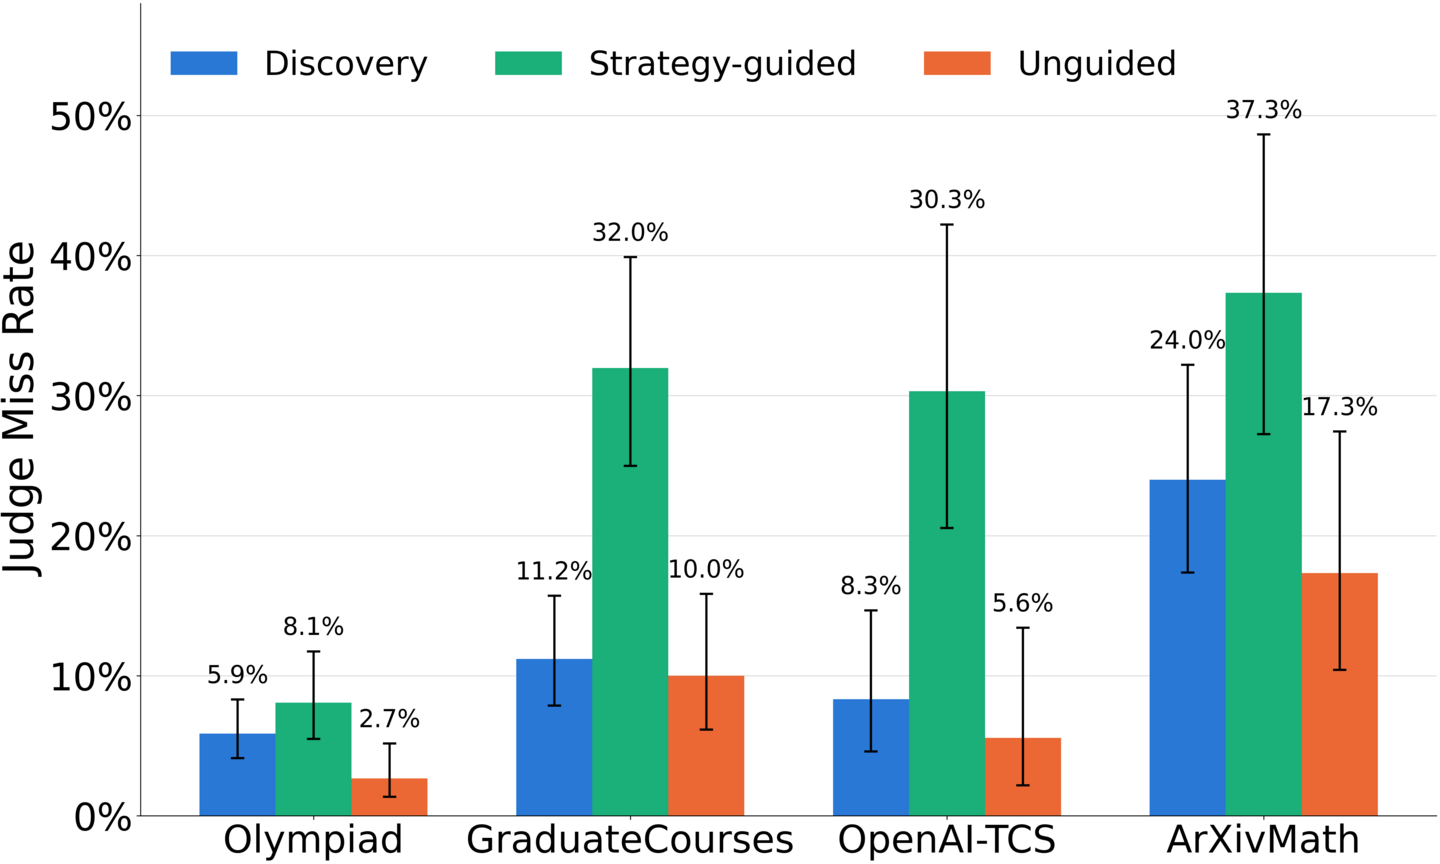 Discovery Strategy-guided Unguided
Judge Miss Rate
50%
40%
30%
20%
10%
0%
5.9% 8.1% 2.7%
11.2% 32.0% 10.0%
8.3% 30.3% 5.6%
24.0% 37.3% 17.3%
Olympiad GraduateCourses OpenAI-TCS ArXivMath